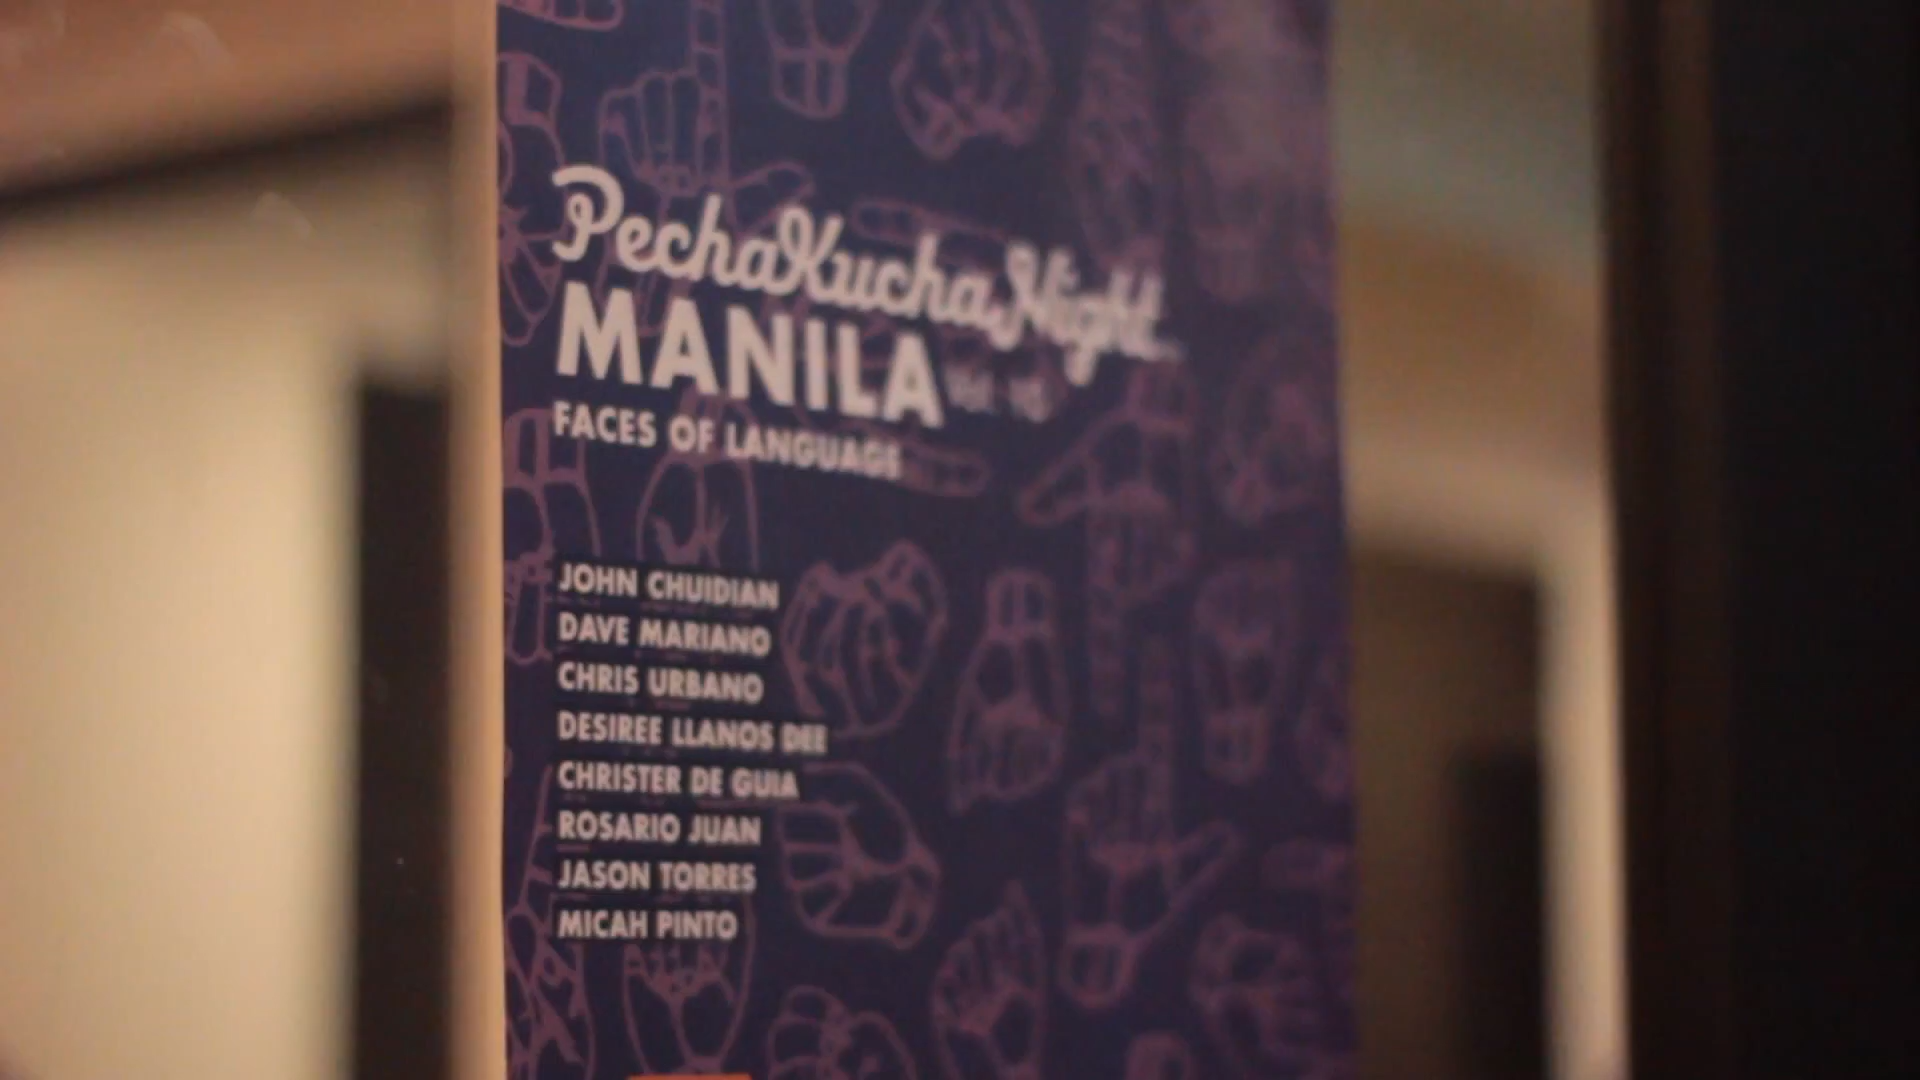 PechaKucha Night
MANILA
FACES OF LANGUAGE
JOHN CHUIDIAN
DAVE MARIANO
CHRIS URBANO
DESIREE LLANOS DEE
CHRISTER DE GUIA
ROSARIO JUAN
JASON TORRES
MICAH PINTO